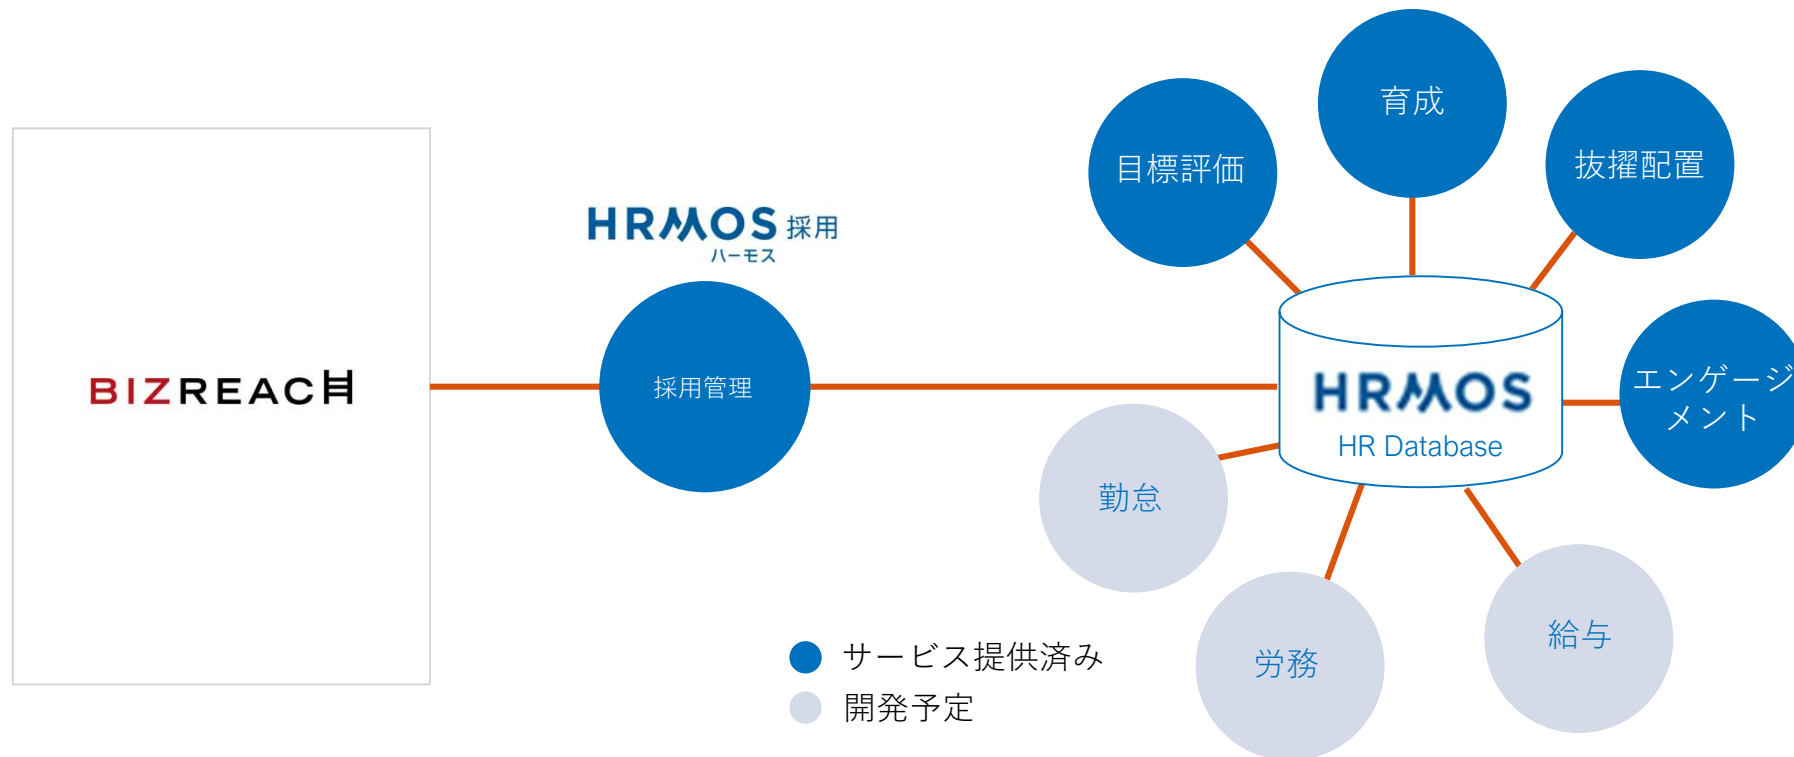 BIZREACH
HRMOS 採用
ハーモス
採用管理
目標評価
育成
抜擢配置
エンゲージ
メント
HRMOS
HR Database
勤怠
労務
給与
サービス提供済み
開発予定